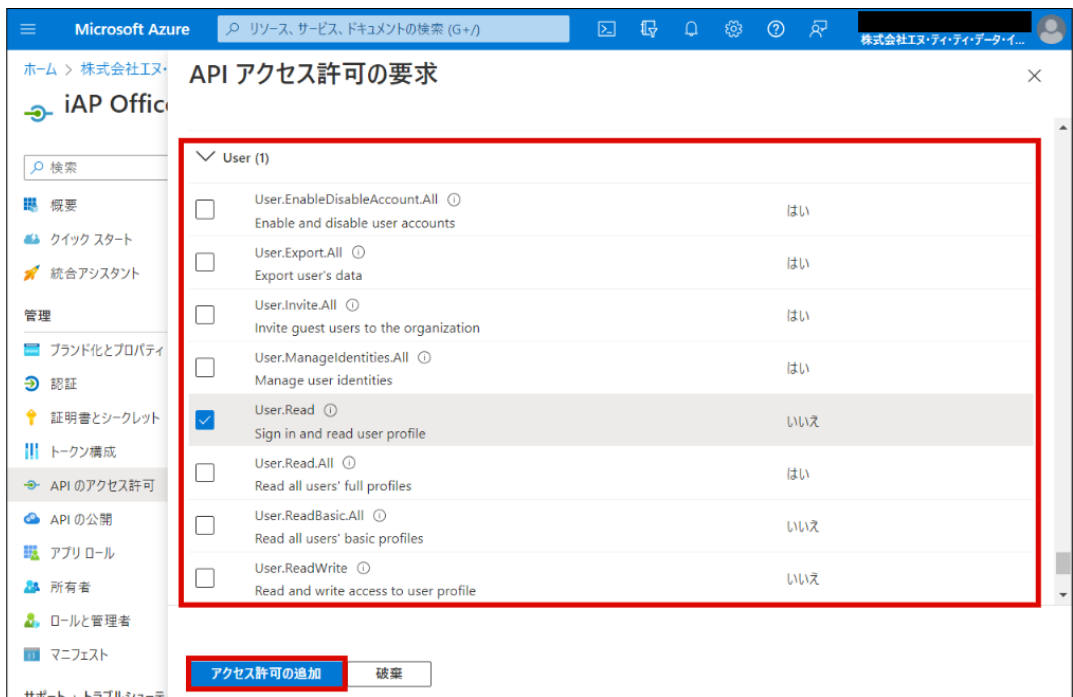 Microsoft Azure
リソース、サービス、ドキュメントの検索 (G+/)
株式会社エヌ・ティ・ティ・データ・イ...
ホーム > 株式会社エヌ・
iAP Offic
API アクセス許可の要求
検索
概要
クイック スタート
統合アシスタント
管理
ブランド化とプロパティ
認証
証明書とシークレット
トークン構成
API のアクセス許可
API の公開
アプリ ロール
所有者
ロールと管理者
マニフェスト
サポート + トラブルシューテ
User (1)
User.EnableDisableAccount.All
Enable and disable user accounts
はい
User.Export.All
Export user's data
はい
User.Invite.All
Invite guest users to the organization
はい
User.ManageIdentities.All
Manage user identities
はい
User.Read
Sign in and read user profile
いいえ
User.Read.All
Read all users' full profiles
はい
User.ReadBasic.All
Read all users' basic profiles
いいえ
User.ReadWrite
Read and write access to user profile
いいえ
アクセス許可の追加
破棄